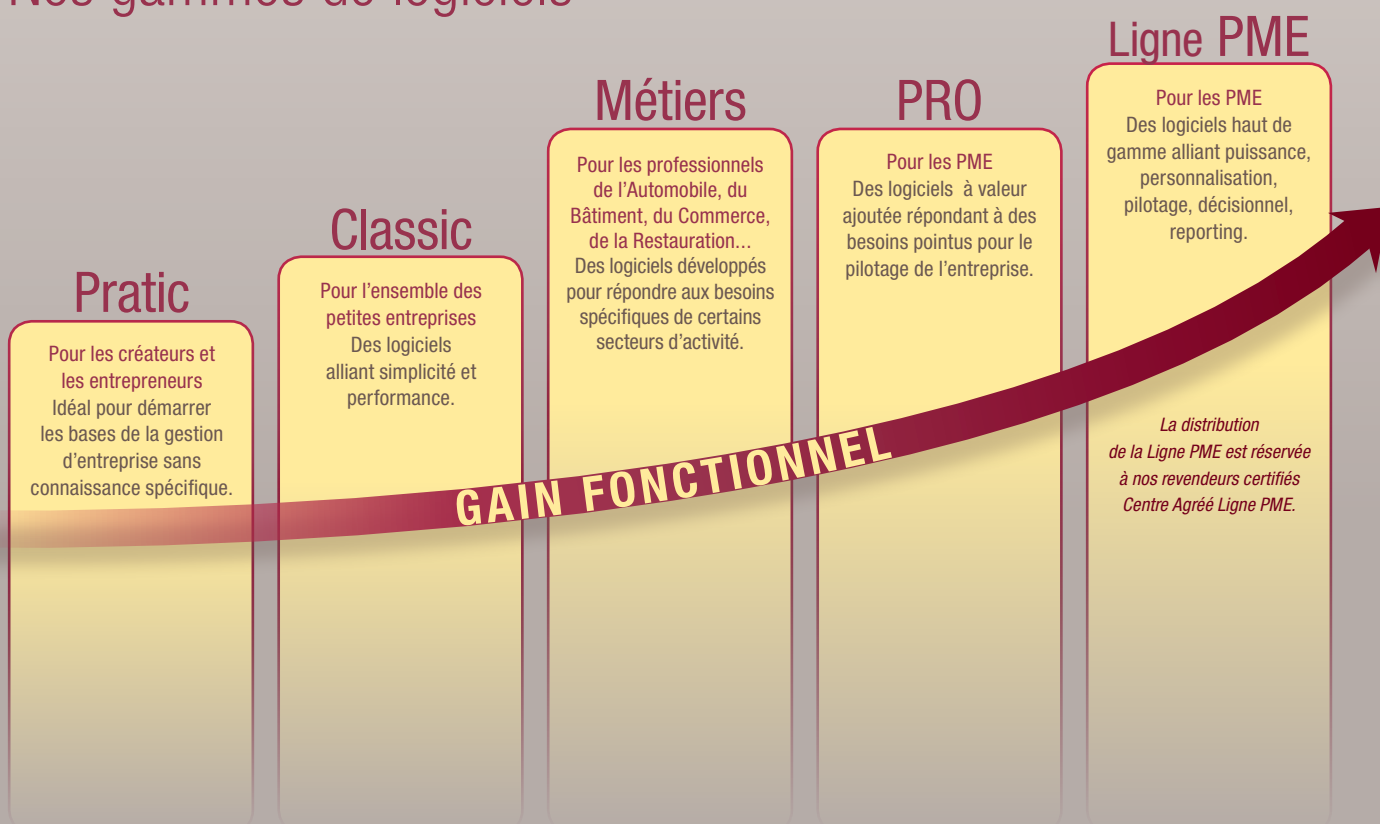 Nos gammes de logiciels
Pratic
Pour les créateurs et
les entrepreneurs
Idéal pour démarrer
les bases de la gestion
d'entreprise sans
connaissance spécifique.
Classic
Pour l'ensemble des
petites entreprises
Des logiciels
alliant simplicité et
performance.
Métiers
Pour les professionnels
de l'Automobile, du
Bâtiment, du Commerce,
de la Restauration...
Des logiciels développés
pour répondre aux besoins
spécifiques de certains
secteurs d'activité.
PRO
Pour les PME
Des logiciels à valeur
ajoutée répondant à des
besoins pointus pour le
pilotage de l'entreprise.
Ligne PME
Pour les PME
Des logiciels haut de
gamme alliant puissance,
personnalisation,
pilotage, décisionnel,
reporting.
La distribution
de la Ligne PME est réservée
à nos revendeurs certifiés
Centre Agréé Ligne PME.
GAIN FONCTIONNEL